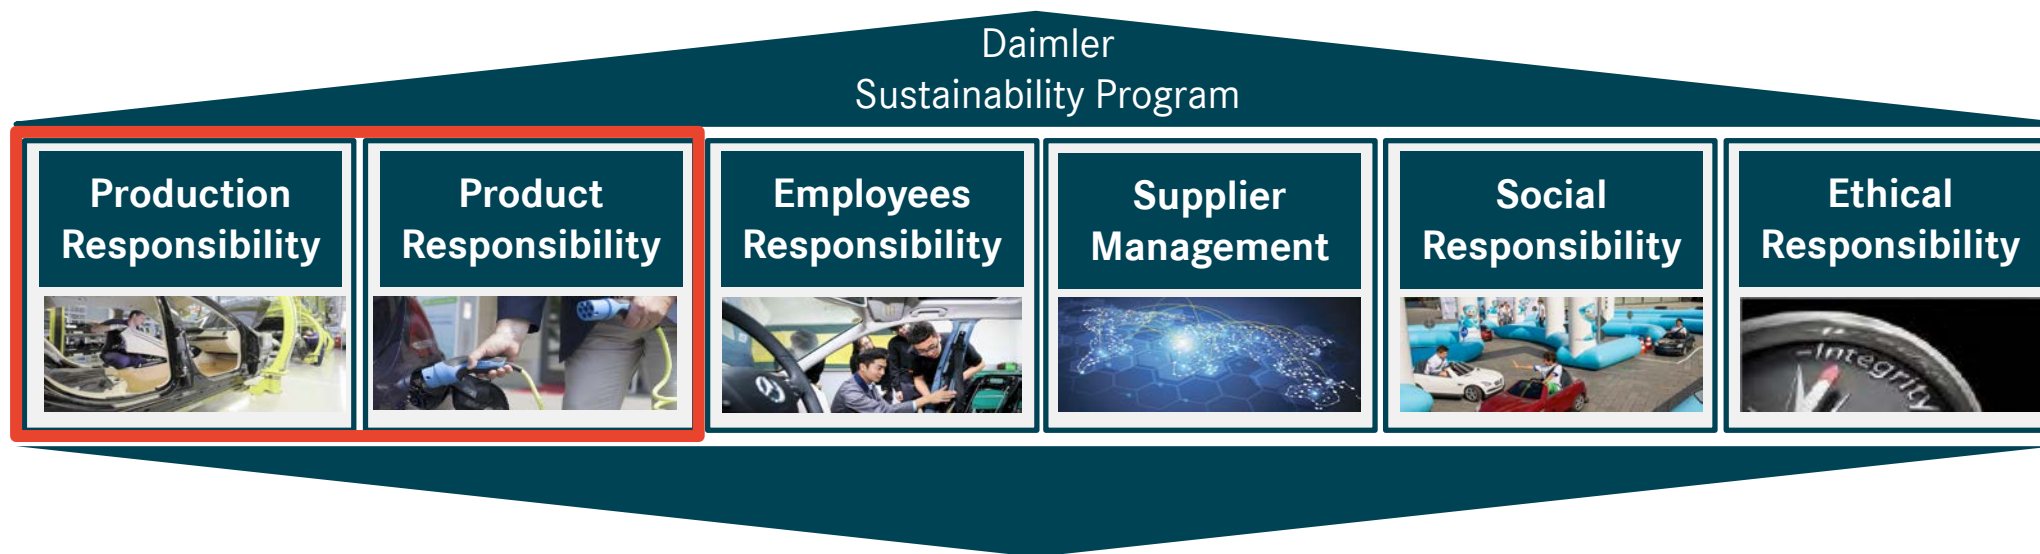 Daimler
Sustainability Program
Production
Responsibility
Product
Responsibility
Employees
Responsibility
Supplier
Management
Social
Responsibility
Ethical
Responsibility
Integrity